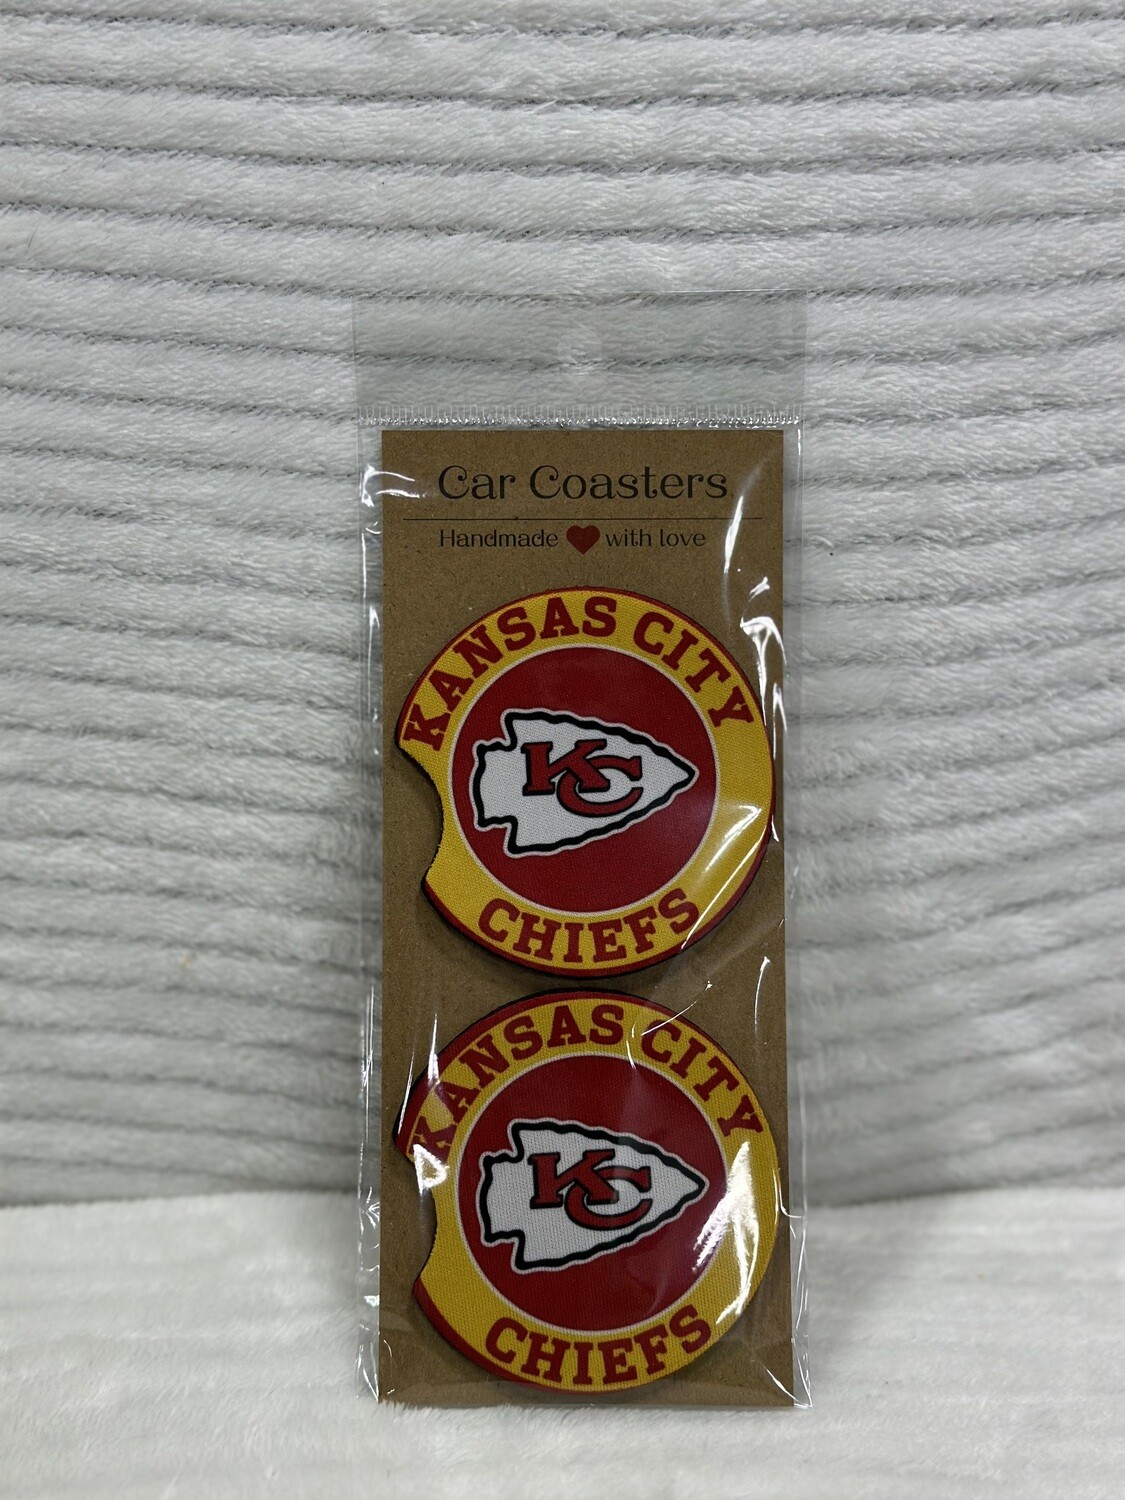 Car Coasters
Handmade with love
KANSAS CITY
KC
CHIEFS
KANSAS CITY
KC
CHIEFS